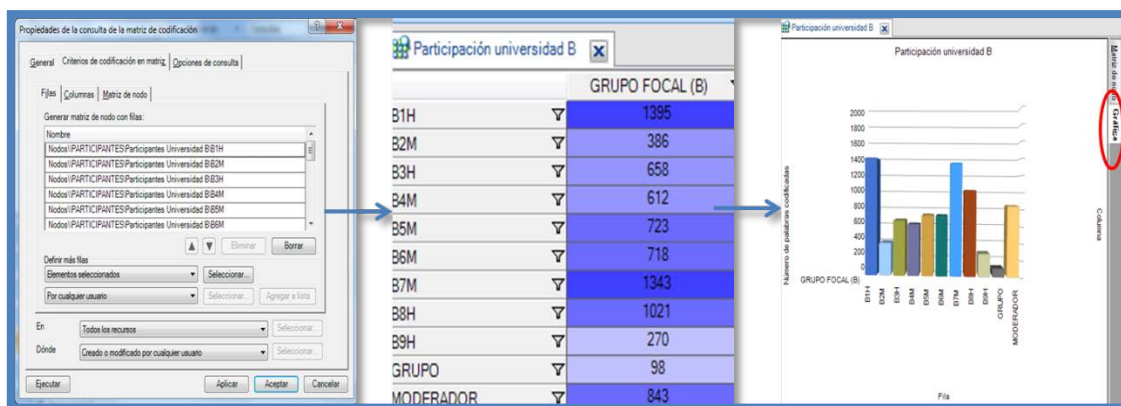 Propiedades de la consulta de la matriz de codificación
General Criterios de codificación en matriz Opciones de consulta
Filas Columnas Matriz de nodo
Generar matriz de nodo con filas:
Nombre
Nodos\\PARTICIPANTES\Participantes Universidad B\B1H
Nodos\\PARTICIPANTES\Participantes Universidad B\B2M
Nodos\\PARTICIPANTES\Participantes Universidad B\B3H
Nodos\\PARTICIPANTES\Participantes Universidad B\B4M
Nodos\\PARTICIPANTES\Participantes Universidad B\B5M
Nodos\\PARTICIPANTES\Participantes Universidad B\B6M
Eliminar Borrar
Definir más filas
Elementos seleccionados Seleccionar...
Por cualquier usuario Seleccionar... Agregar a lista
En Todos los recursos Seleccionar...
Dónde Creado o modificado por cualquier usuario Seleccionar...
Ejecutar Aplicar Aceptar Cancelar
Participación universidad B
GRUPO FOCAL (B)
B1H 1395
B2M 386
B3H 658
B4M 612
B5M 723
B6M 718
B7M 1343
B8H 1021
B9H 270
GRUPO 98
MODERADOR 843
Participación universidad B
Participación universidad B
Matriz de nodo
Gráfica
2000
1800
1600
1400
1200
1000
800
600
400
200
0
Número de palabras codificadas
GRUPO FOCAL (B)
B1H
B2M
B3H
B4M
B5M
B6M
B7M
B8H
B9H
GRUPO
MODERADOR
Columna
Fila